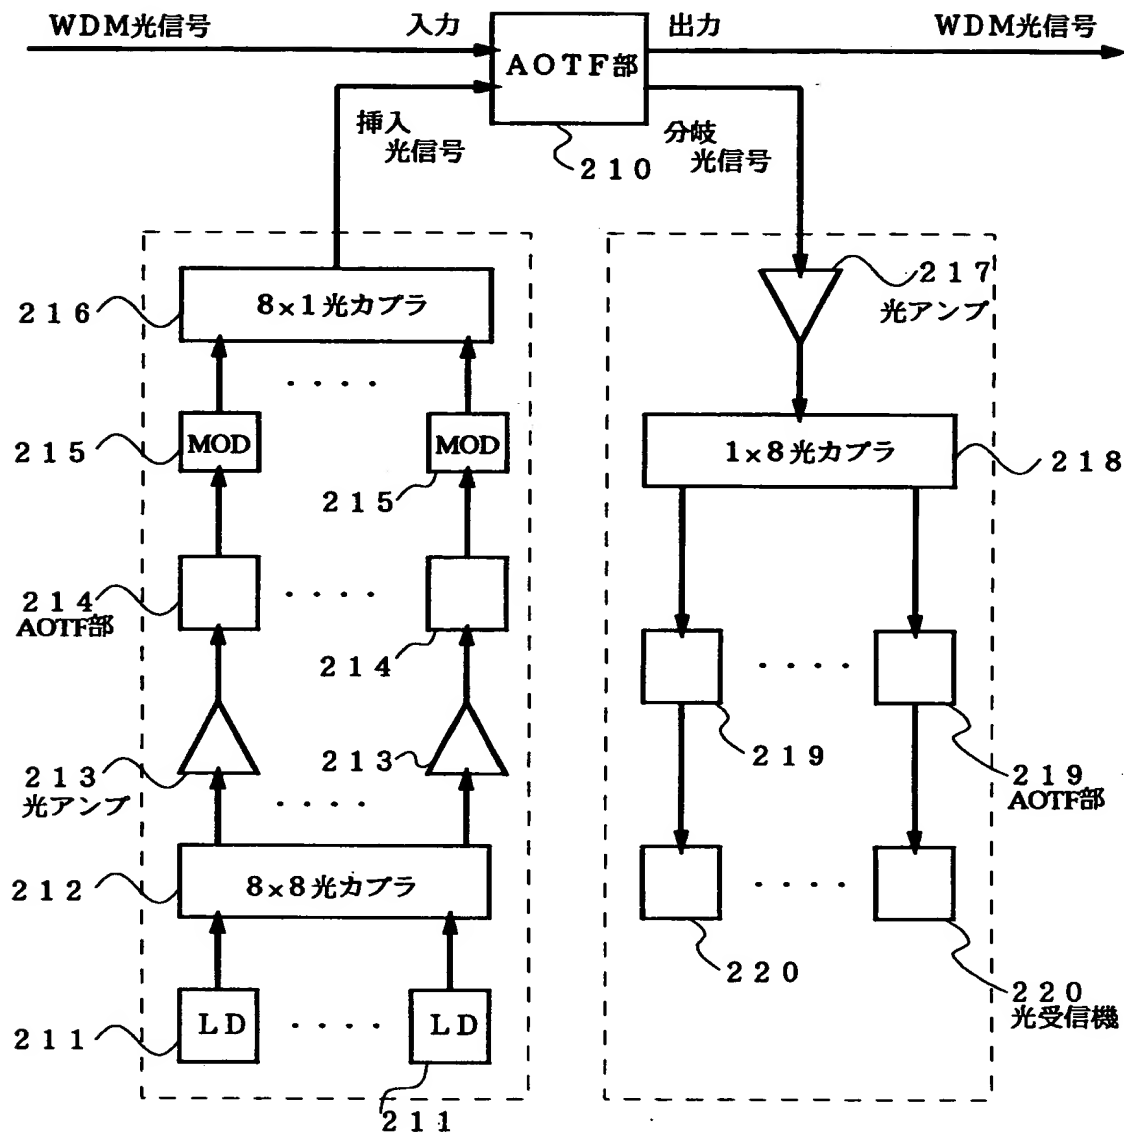 WDM光信号
入力
AOTF部
出力
WDM光信号
挿入
光信号
210
分岐
光信号
217
光アンプ
8×1光カプラ
216
. . . .
MOD
MOD
215
215
1×8光カプラ
218
. . . .
214
AOTF部
214
. . . .
219
219
AOTF部
213
光アンプ
213
. . . .
8×8光カプラ
212
. . . .
220
220
光受信機
LD
. . . .
LD
211
211